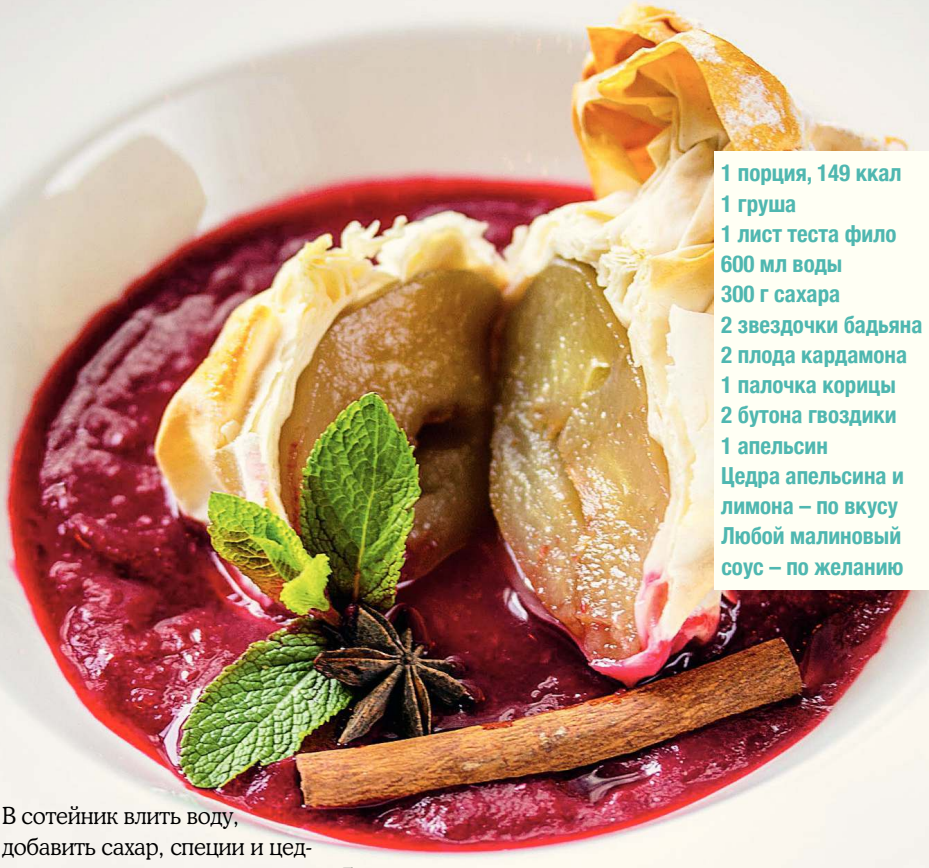 1 порция, 149 ккал
1 груша
1 лист теста фило
600 мл воды
300 г сахара
2 звездочки бадьяна
2 плода кардамона
1 палочка корицы
2 бутона гвоздики
1 апельсин
Цедра апельсина и
лимона – по вкусу
Любой малиновый
соус – по желанию
В сотейник влить воду,
добавить сахар, специи и цед-